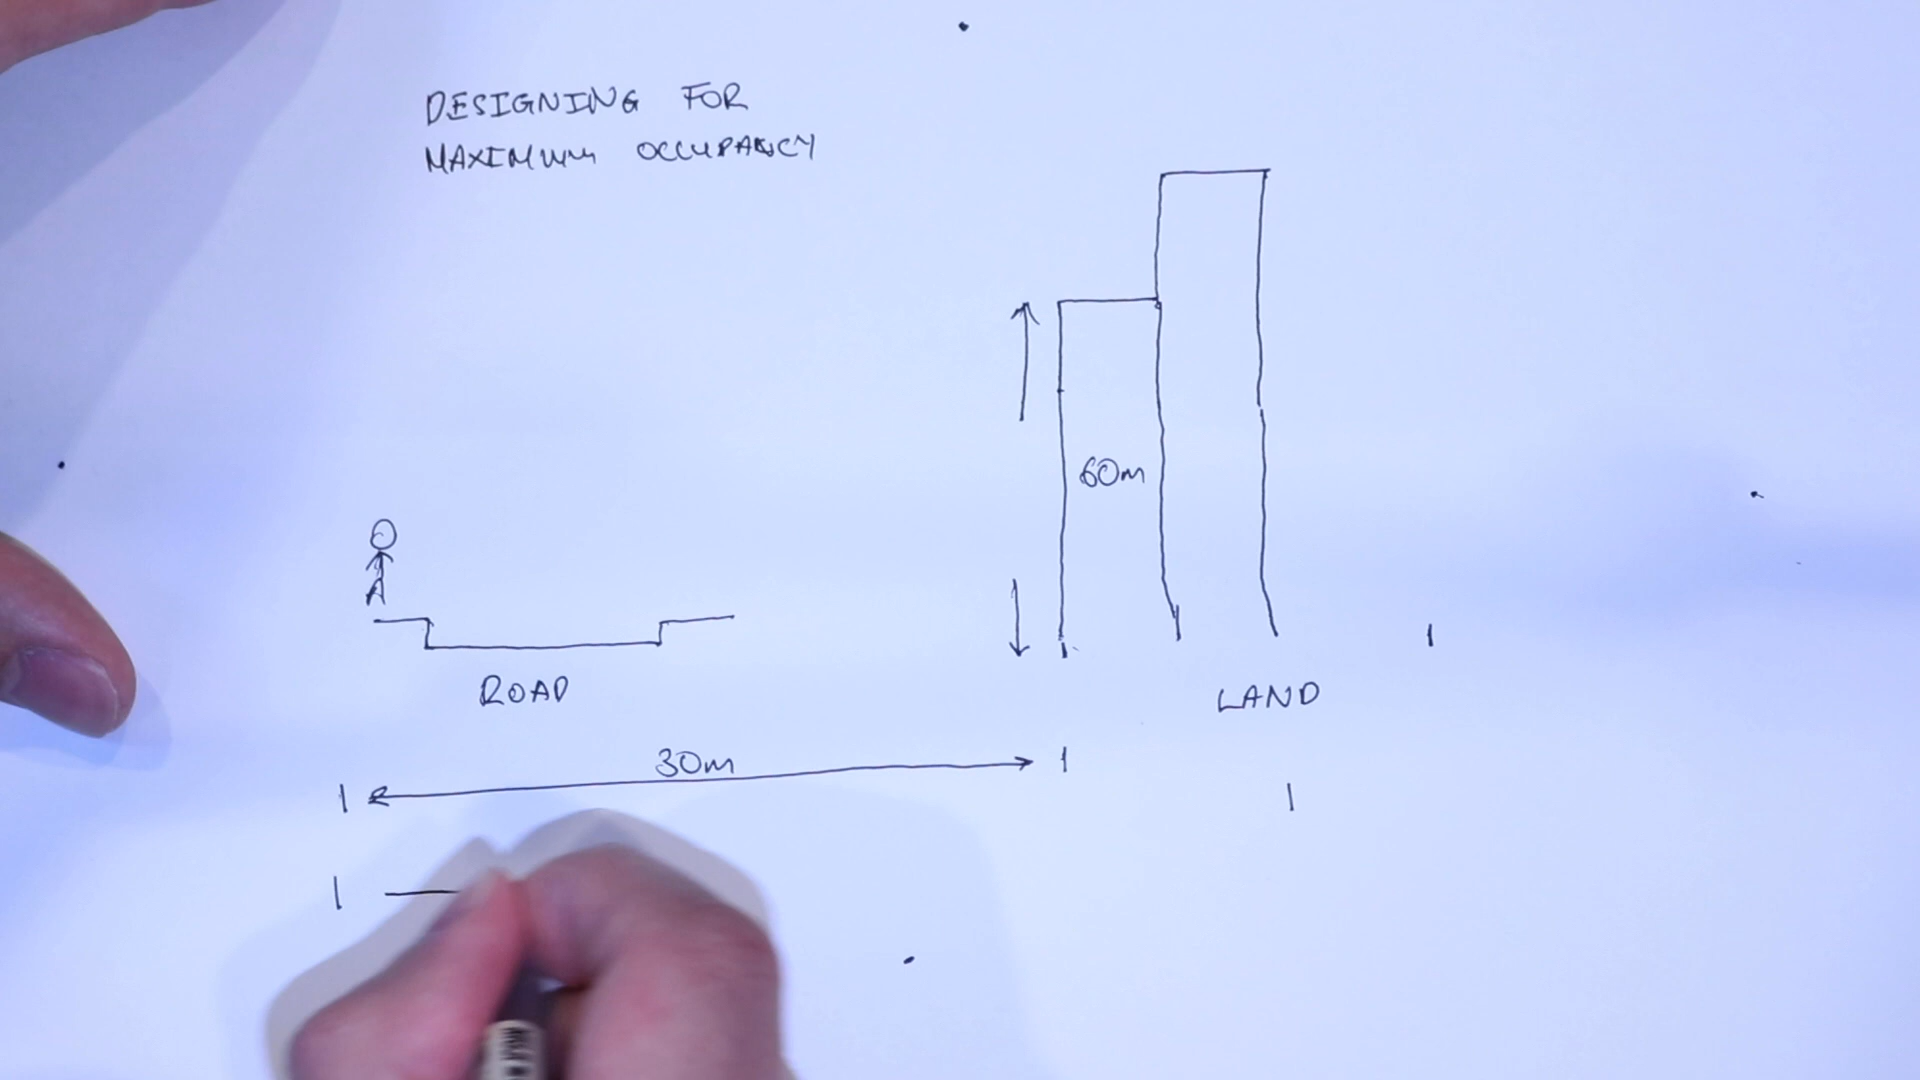 DESIGNING FOR
MAXIMUM OCCUPANCY
60m
ROAD
LAND
30m